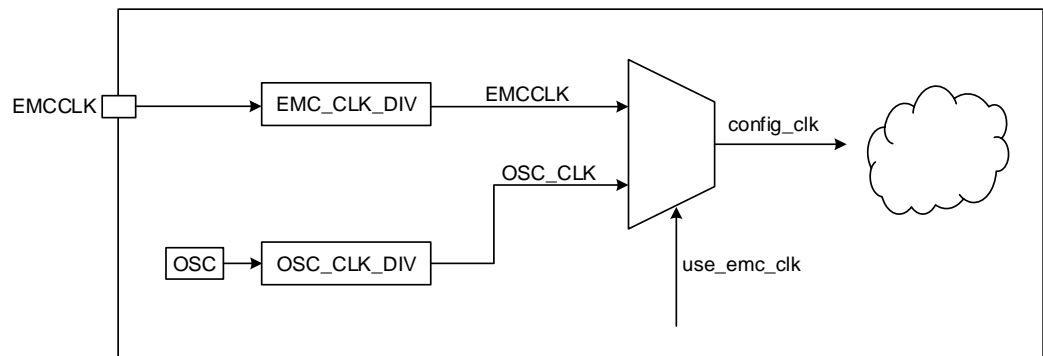 EMCCLK
EMC_CLK_DIV
EMCCLK
config_clk
OSC_CLK
OSC
OSC_CLK_DIV
use_emc_clk